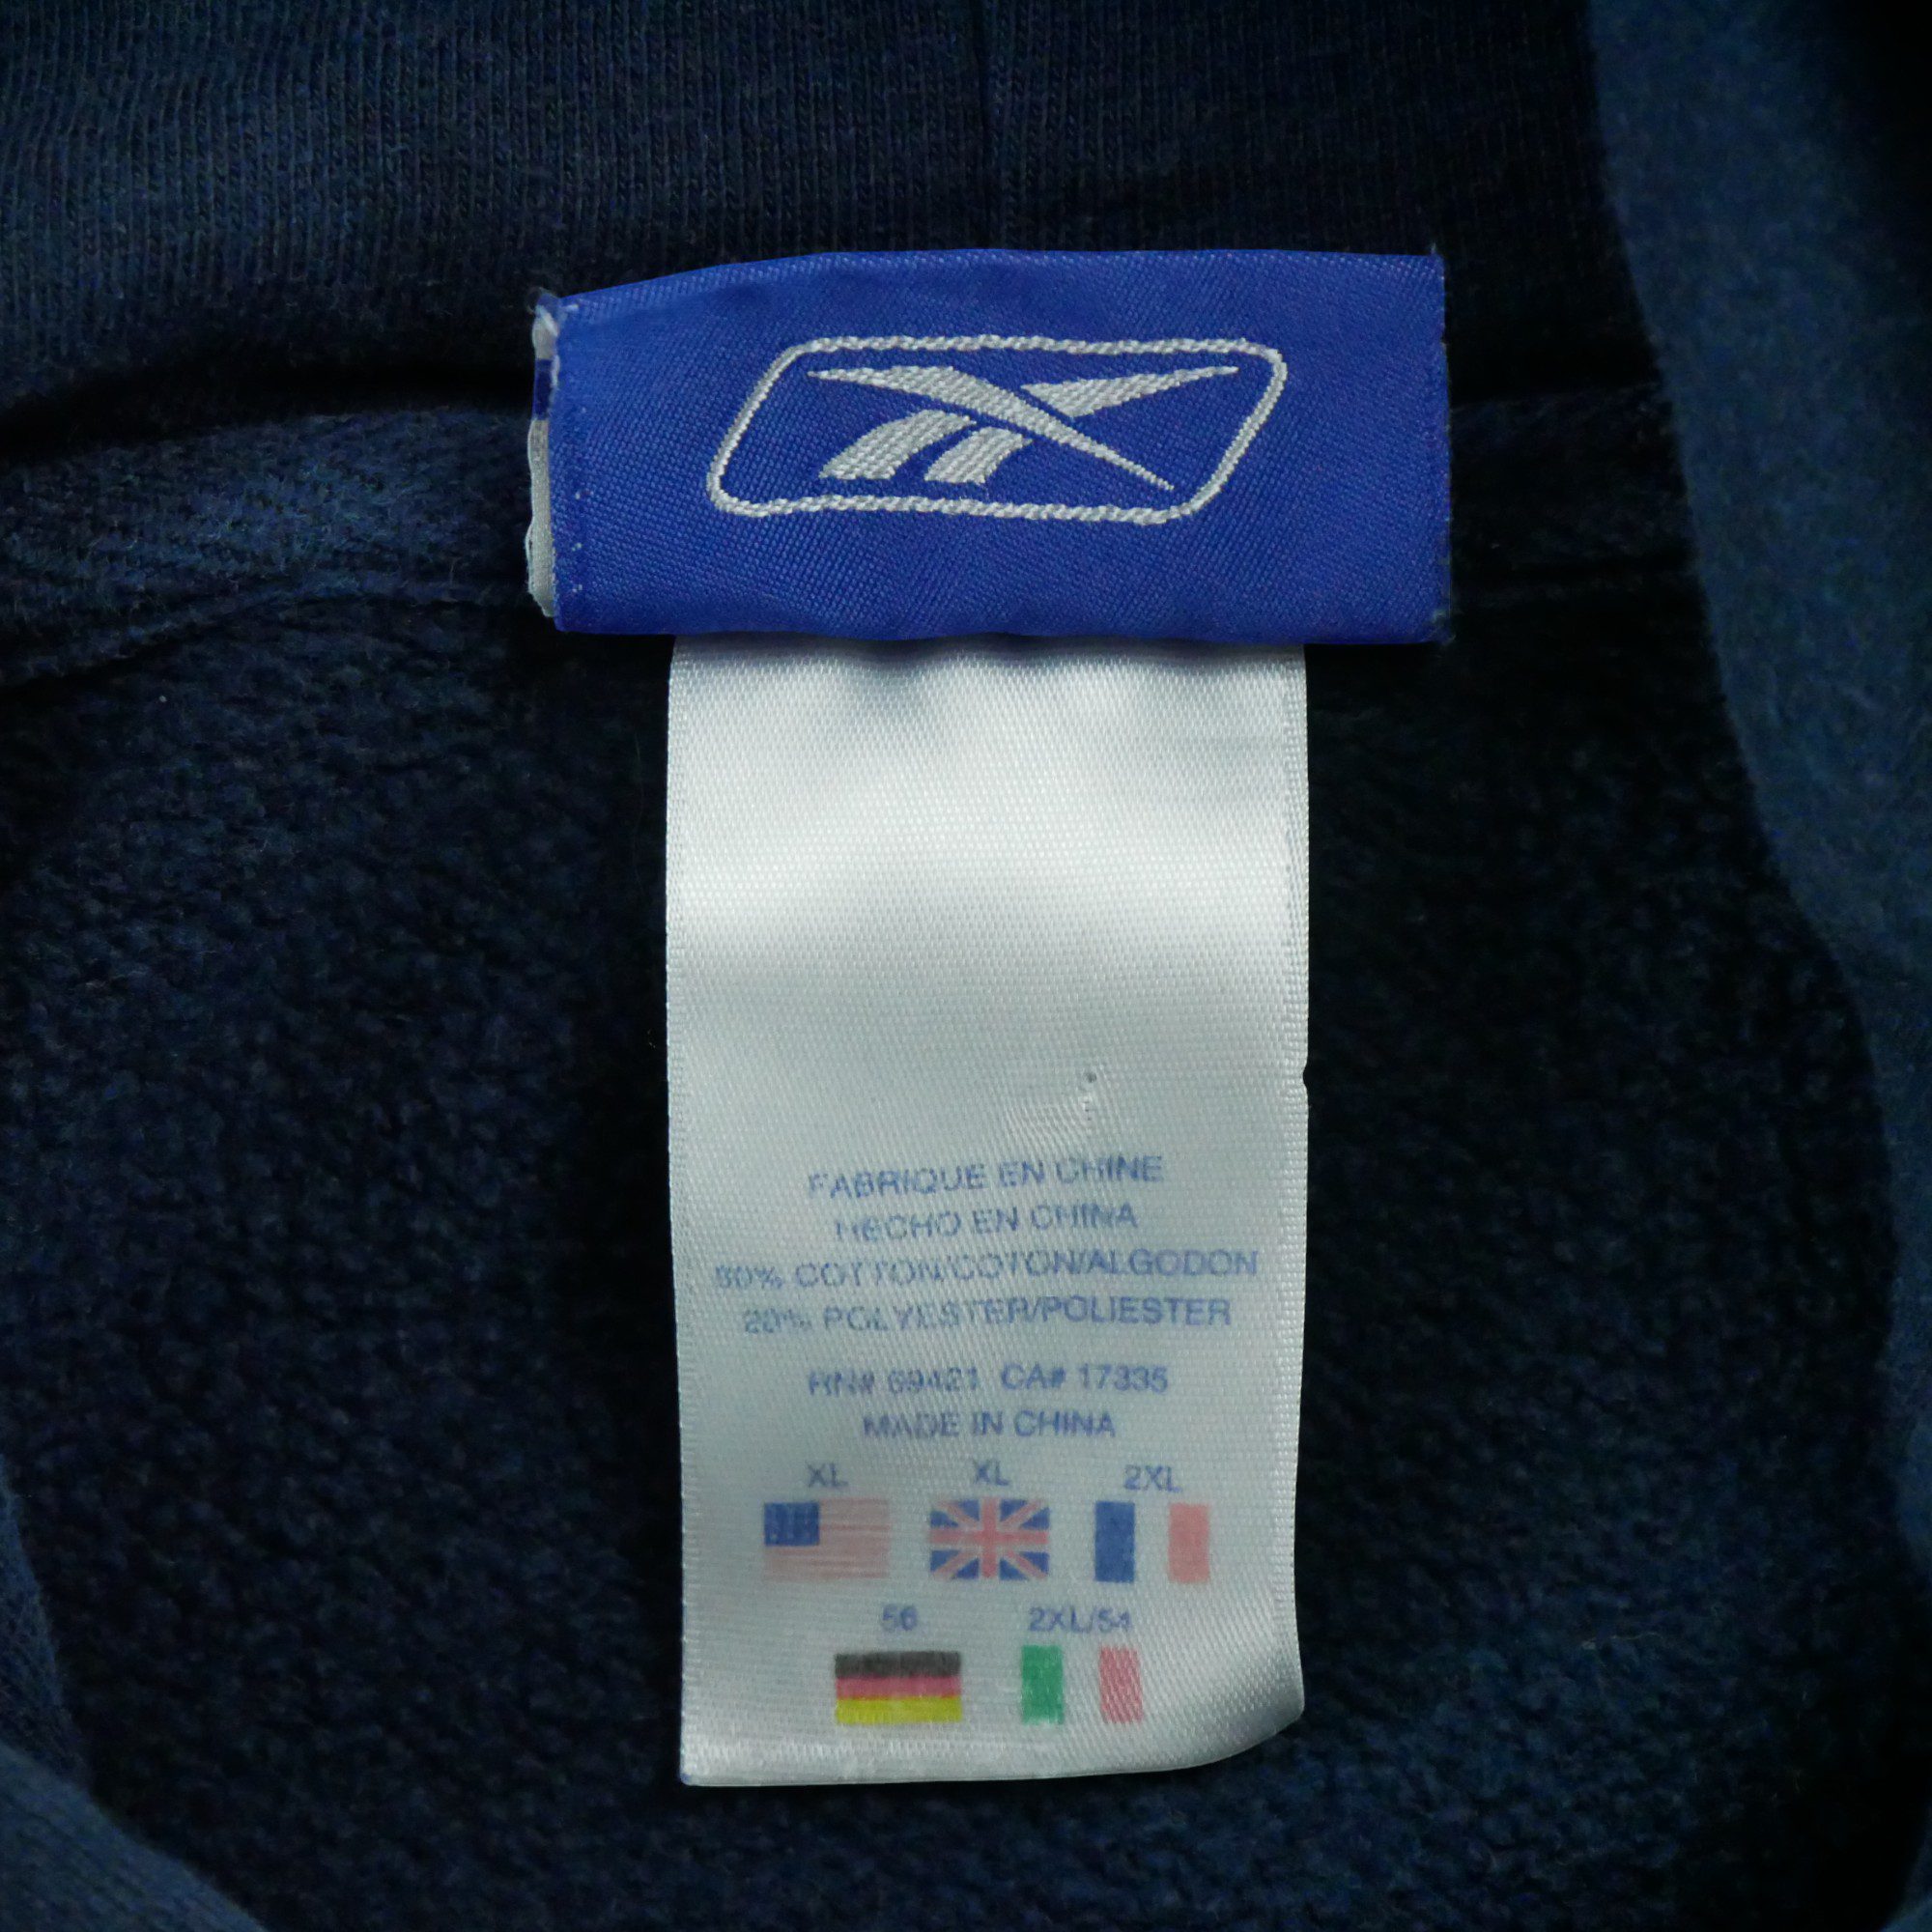 FABRIQUE EN CHINE
HECHO EN CHINA
80% COTTON/COTON/ALGODON
20% POLYESTER/POLIESTER
RN# 69421 CA# 17335
MADE IN CHINA
XL XL 2XL
56 2XL/54